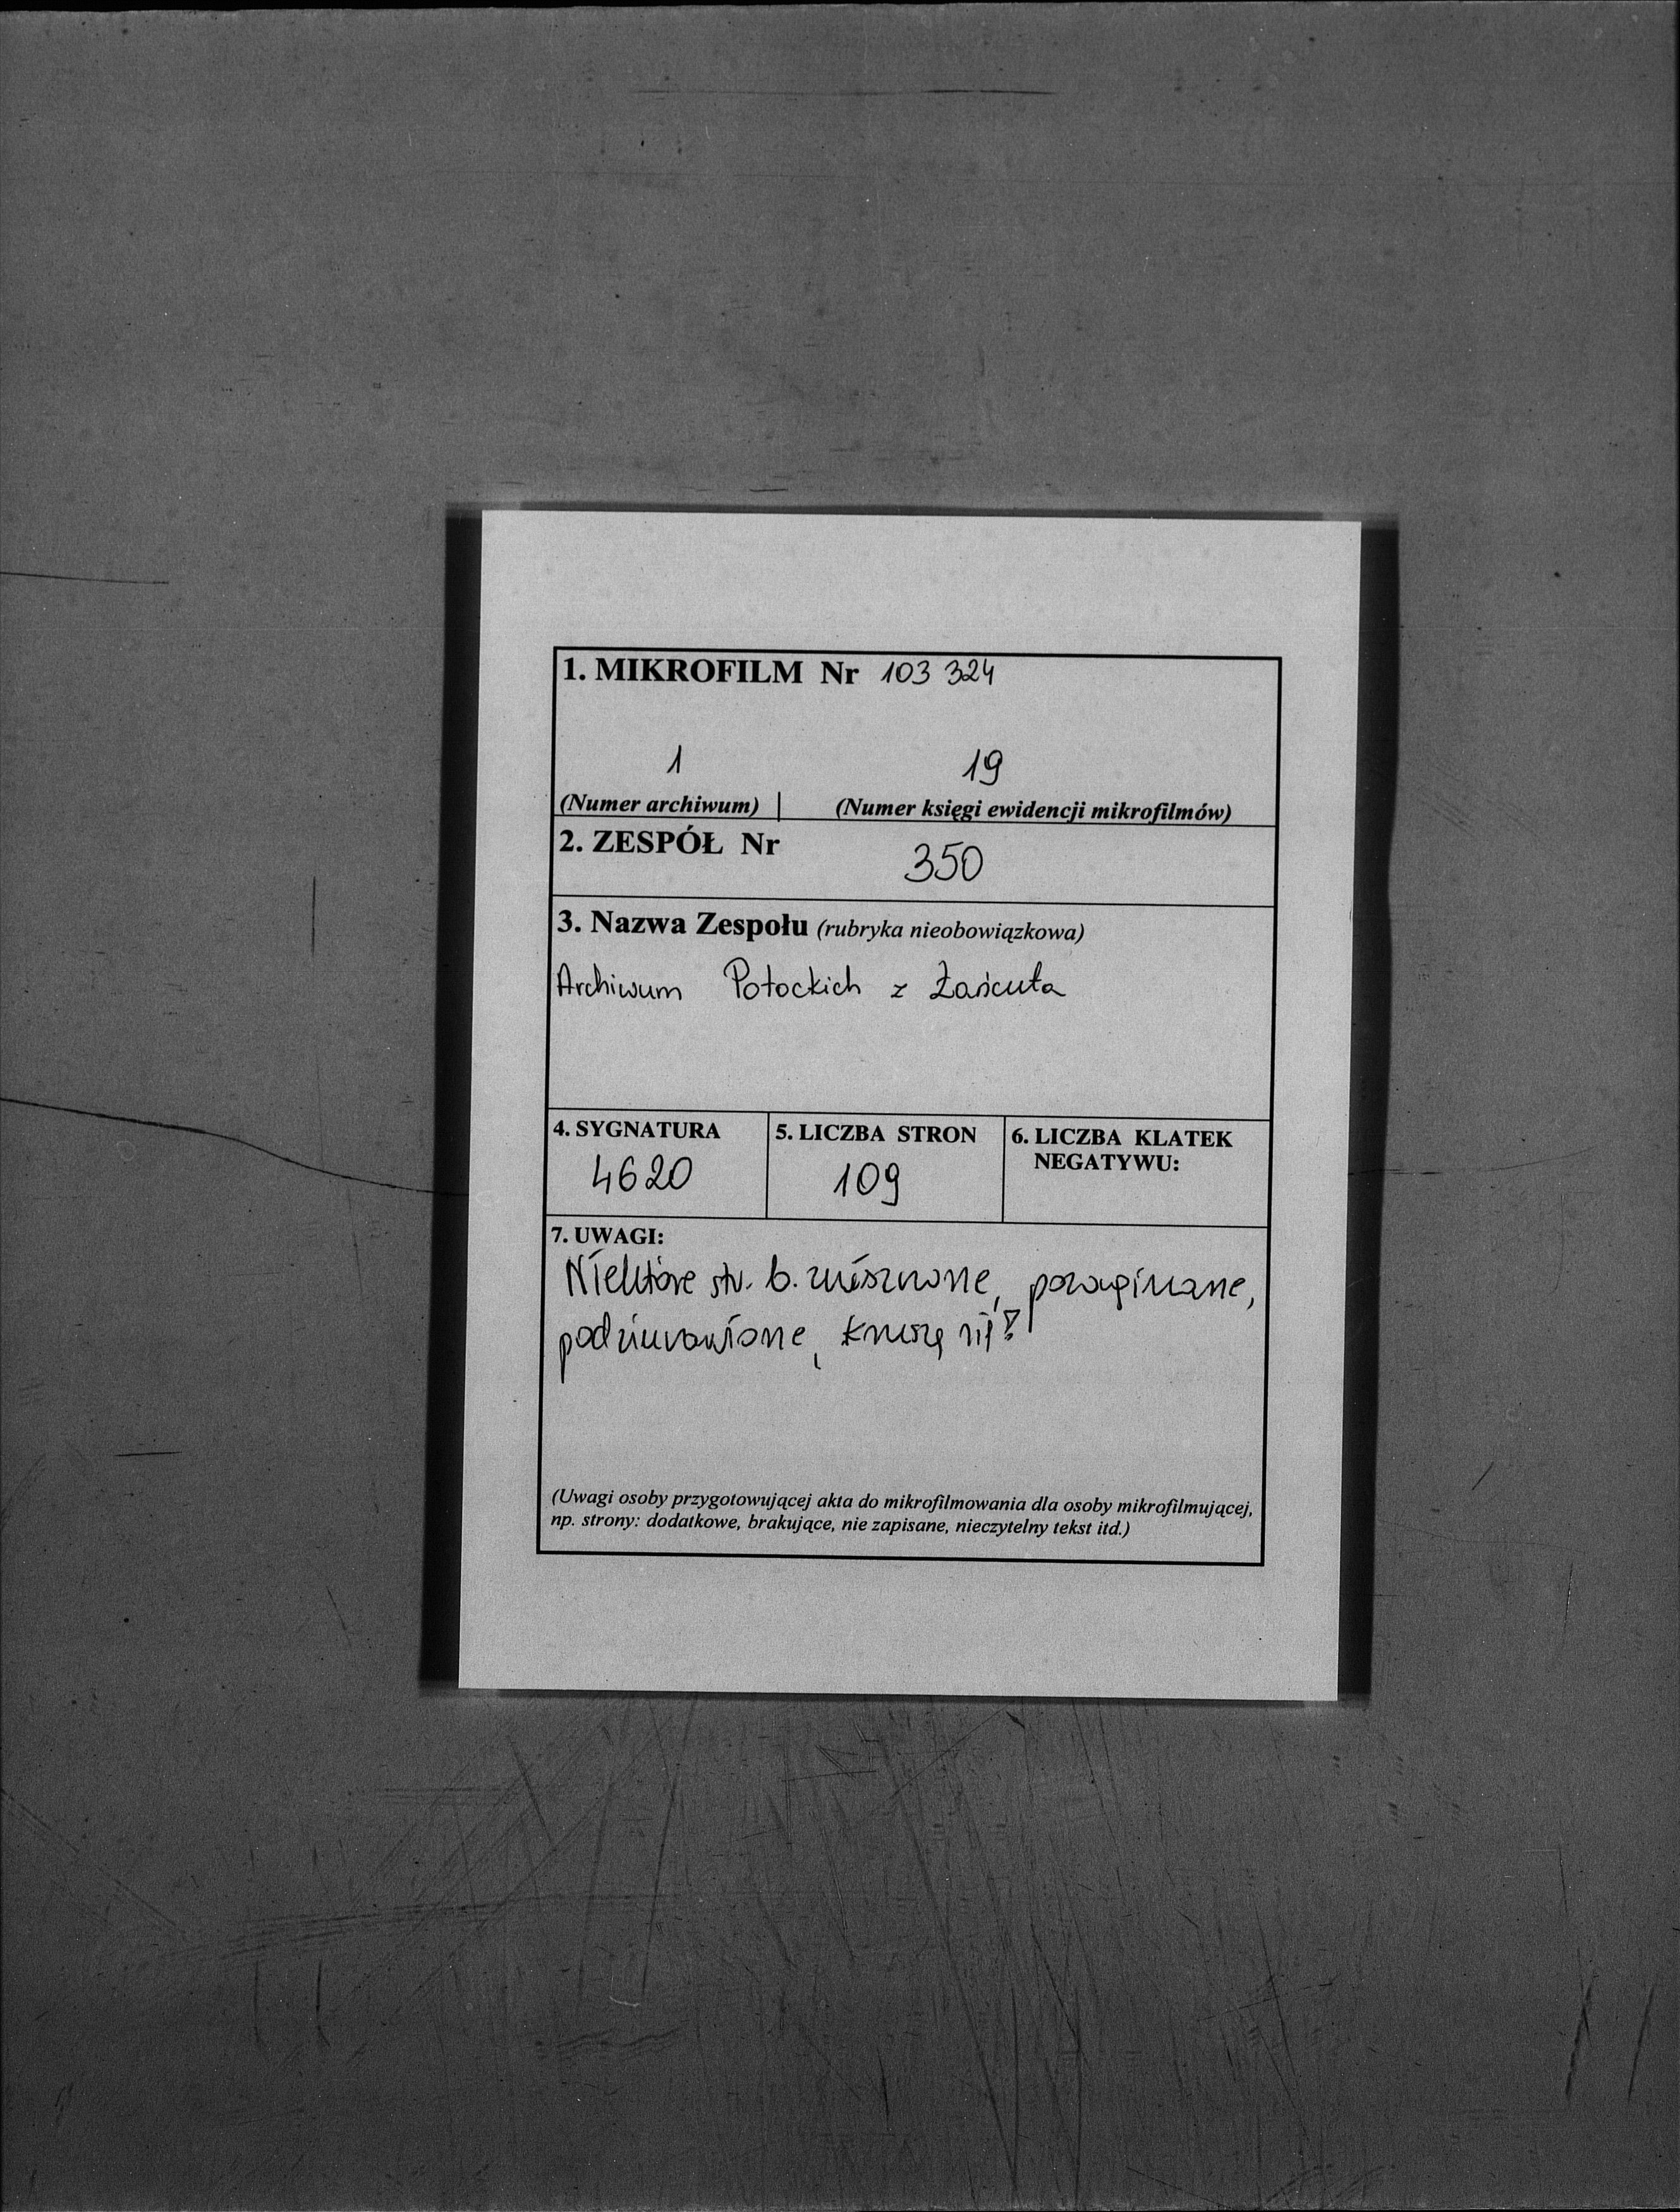 1. MIKROFILM Nr 103 324
1 19
(Numer archiwum) | (Numer księgi ewidencji mikrofilmów)
2. ZESPÓŁ Nr 350
3. Nazwa Zespołu (rubryka nieobowiązkowa)
Archiwum Potockich z Łańcuta
4. SYGNATURA
4620
5. LICZBA STRON
109
6. LICZBA KLATEK
NEGATYWU:
7. UWAGI:
Niektóre str. b. zniszczone, pozaginane,
podziurawione, kruszą się!
(Uwagi osoby przygotowującej akta do mikrofilmowania dla osoby mikrofilmującej,
np. strony: dodatkowe, brakujące, nie zapisane, nieczytelny tekst itd.)